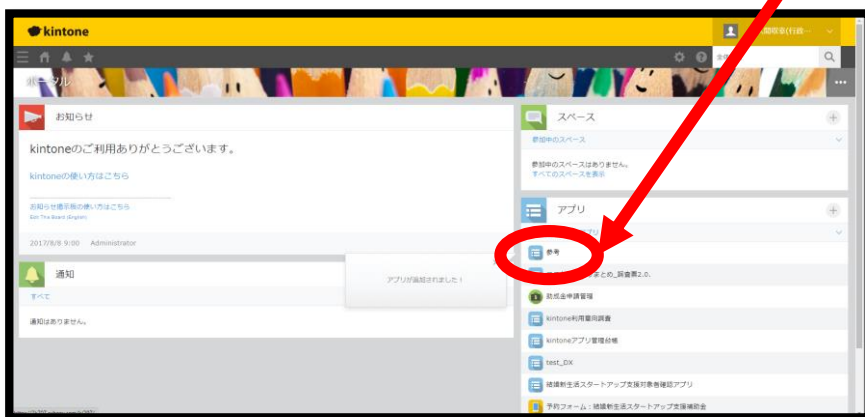 kintone
ポータル
お知らせ
kintoneのご利用ありがとうございます。
kintoneの使い方はこちら
お知らせ掲示板の使い方はこちら
Edit This Board (English)
2017/8/8 9:00 Administrator
通知
すべて
通知はありません。
アプリが追加されました!
スペース
参加中のスペース
参加中のスペースはありません。
すべてのスペースを表示
アプリ
参考
助成金申請管理
kintone利用意向調査
kintoneアプリ管理台帳
test_DX
結婚新生活スタートアップ支援対象者確認アプリ
予約フォーム:結婚新生活スタートアップ支援補助金